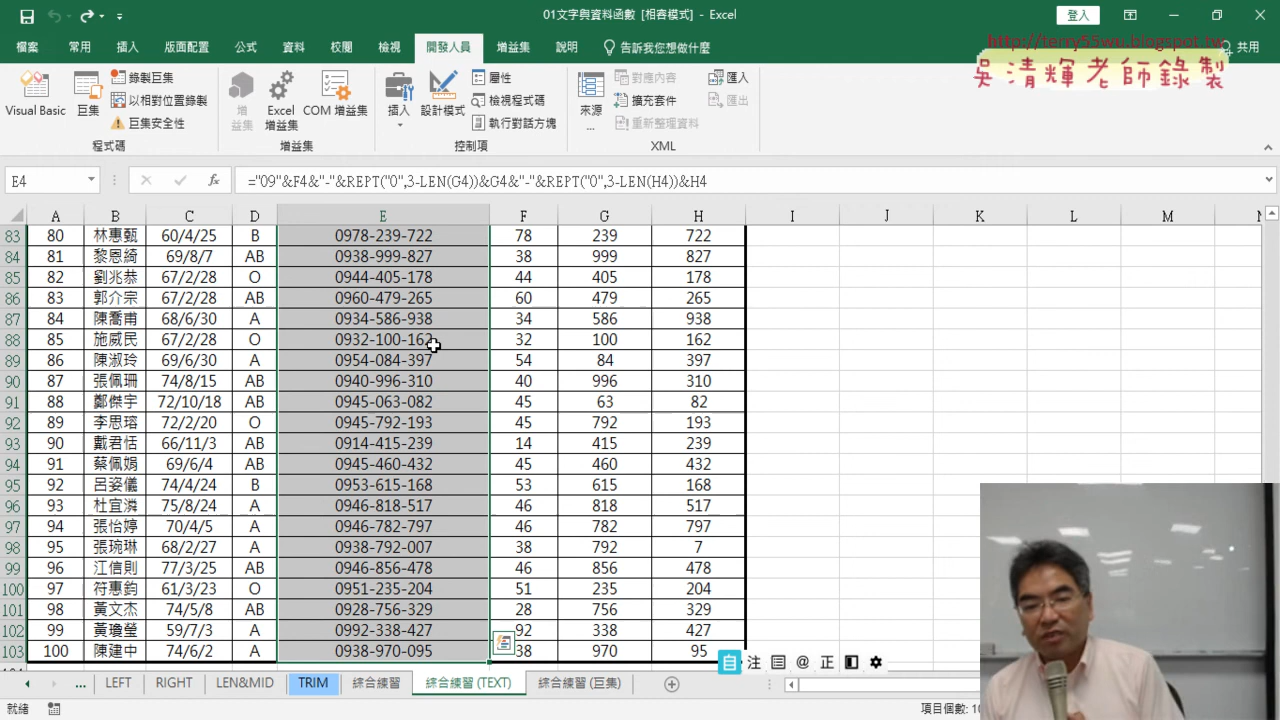 01文字與資料函數 [相容模式] - Excel
登入
檔案 常用 插入 版面配置 公式 資料 校閱 檢視 開發人員 增益集 說明 告訴我您想做什麼 共用
http://terry55wu.blogspot.tw
吳清輝老師錄製
Visual Basic 巨集 錄製巨集 以相對位置錄製 巨集安全性 程式碼
增益集 Excel 增益集 COM 增益集 增益集
插入 設計模式 屬性 檢視程式碼 執行對話方塊 控制項
來源 對應內容 擴充套件 重新整理資料 匯入 匯出 XML
E4 fx ="09"&F4&"-"&REPT("0",3-LEN(G4))&G4&"-"&REPT("0",3-LEN(H4))&H4
A B C D E F G H I J K L M N
83 80 林惠甄 60/4/25 B 0978-239-722 78 239 722
84 81 黎恩綺 69/8/7 AB 0938-999-827 38 999 827
85 82 劉兆恭 67/2/28 O 0944-405-178 44 405 178
86 83 郭介宗 67/2/28 AB 0960-479-265 60 479 265
87 84 陳喬甫 68/6/30 A 0934-586-938 34 586 938
88 85 施威民 67/2/28 O 0932-100-162 32 100 162
89 86 陳淑玲 69/6/30 A 0954-084-397 54 84 397
90 87 張佩珊 74/8/15 AB 0940-996-310 40 996 310
91 88 鄭傑宇 72/10/18 AB 0945-063-082 45 63 82
92 89 李思瑢 72/2/20 O 0945-792-193 45 792 193
93 90 戴君恬 66/11/3 AB 0914-415-239 14 415 239
94 91 蔡佩娟 69/6/4 AB 0945-460-432 45 460 432
95 92 呂姿儀 74/4/24 B 0953-615-168 53 615 168
96 93 杜宜潾 75/8/24 A 0946-818-517 46 818 517
97 94 張怡婷 70/4/5 A 0946-782-797 46 782 797
98 95 張琬琳 68/2/27 A 0938-792-007 38 792 7
99 96 江信則 77/3/25 AB 0946-856-478 46 856 478
100 97 符惠鈞 61/3/23 O 0951-235-204 51 235 204
101 98 黃文杰 74/5/8 AB 0928-756-329 28 756 329
102 99 黃瓊瑩 59/7/3 A 0992-338-427 92 338 427
103 100 陳建中 74/6/2 A 0938-970-095 38 970 95
自 注 @ 正
... LEFT RIGHT LEN&MID TRIM 綜合練習 綜合練習 (TEXT) 綜合練習 (巨集)
就緒 項目個數: 10